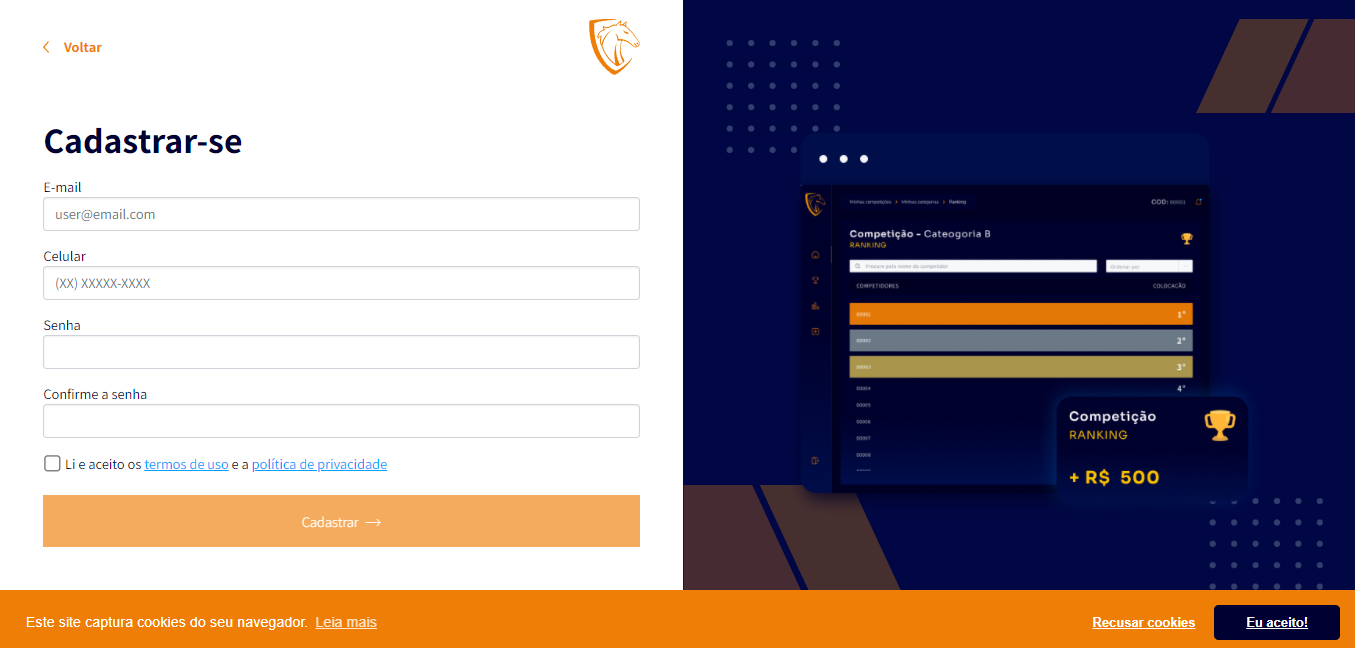 Voltar
Cadastrar-se
E-mail
user@email.com
Celular
(XX) XXXXX-XXXX
Senha
Confirme a senha
Li e aceito os termos de uso e a política de privacidade
Cadastrar
Minhas competições > Minhas categorias > Ranking
COD: 00001
Competição - Cateogoria B
RANKING
Procure pelo nome do competidor
Ordenar por
COMPETIDORES
COLOCACÃO
00001
1°
00002
2°
00003
3°
00004
4°
00005
00006
00007
00008
Competição
RANKING
+ R$ 500
Este site captura cookies do seu navegador. Leia mais
Recusar cookies
Eu aceito!